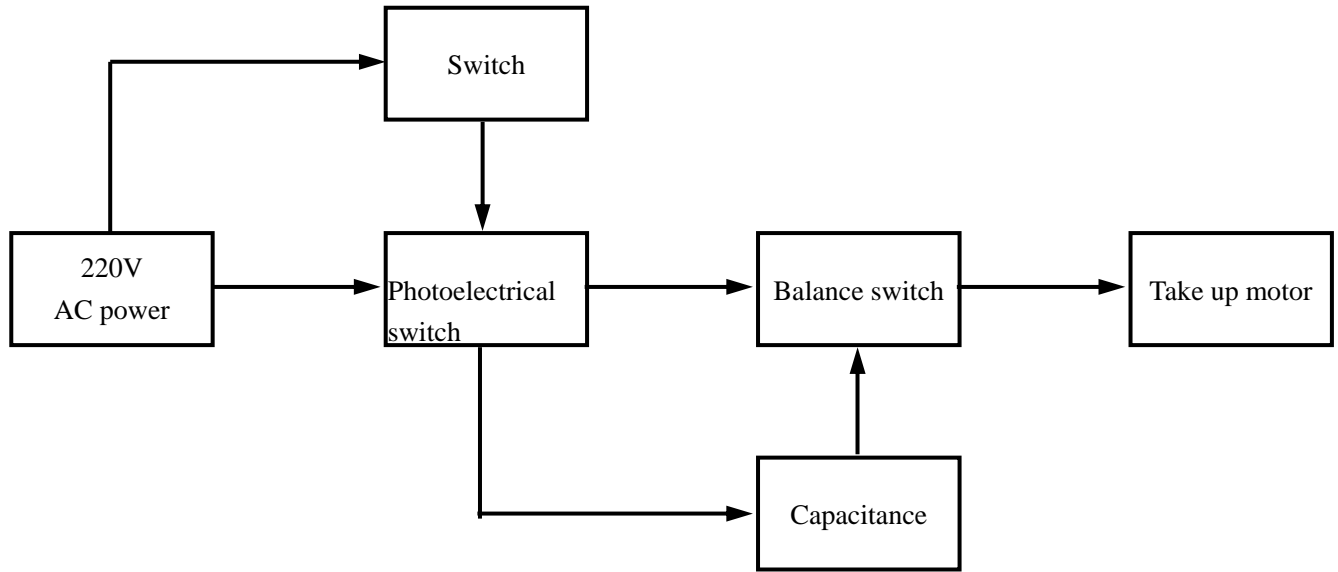 Switch
220V
AC power
Photoelectrical
switch
Balance switch
Take up motor
Capacitance